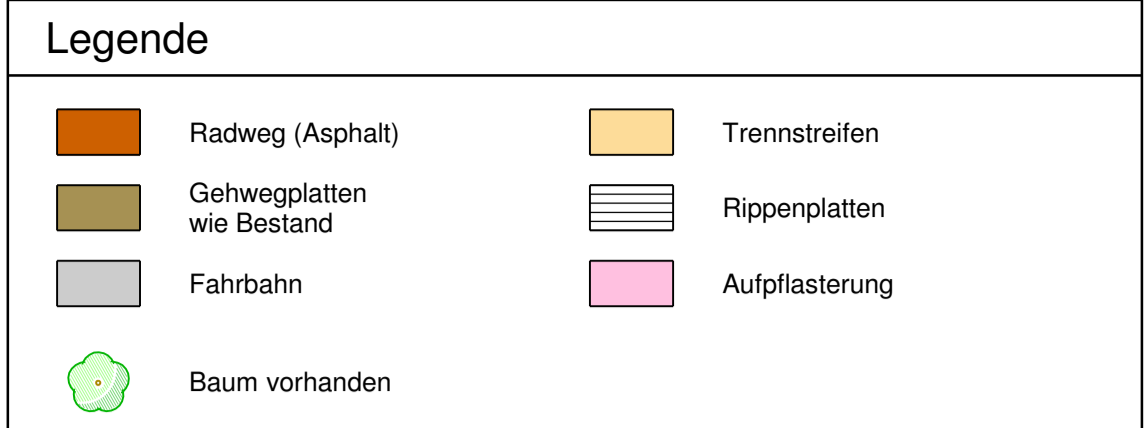 Legende
Radweg (Asphalt)
Gehwegplatten
wie Bestand
Fahrbahn
Baum vorhanden
Trennstreifen
Rippenplatten
Aufpflasterung